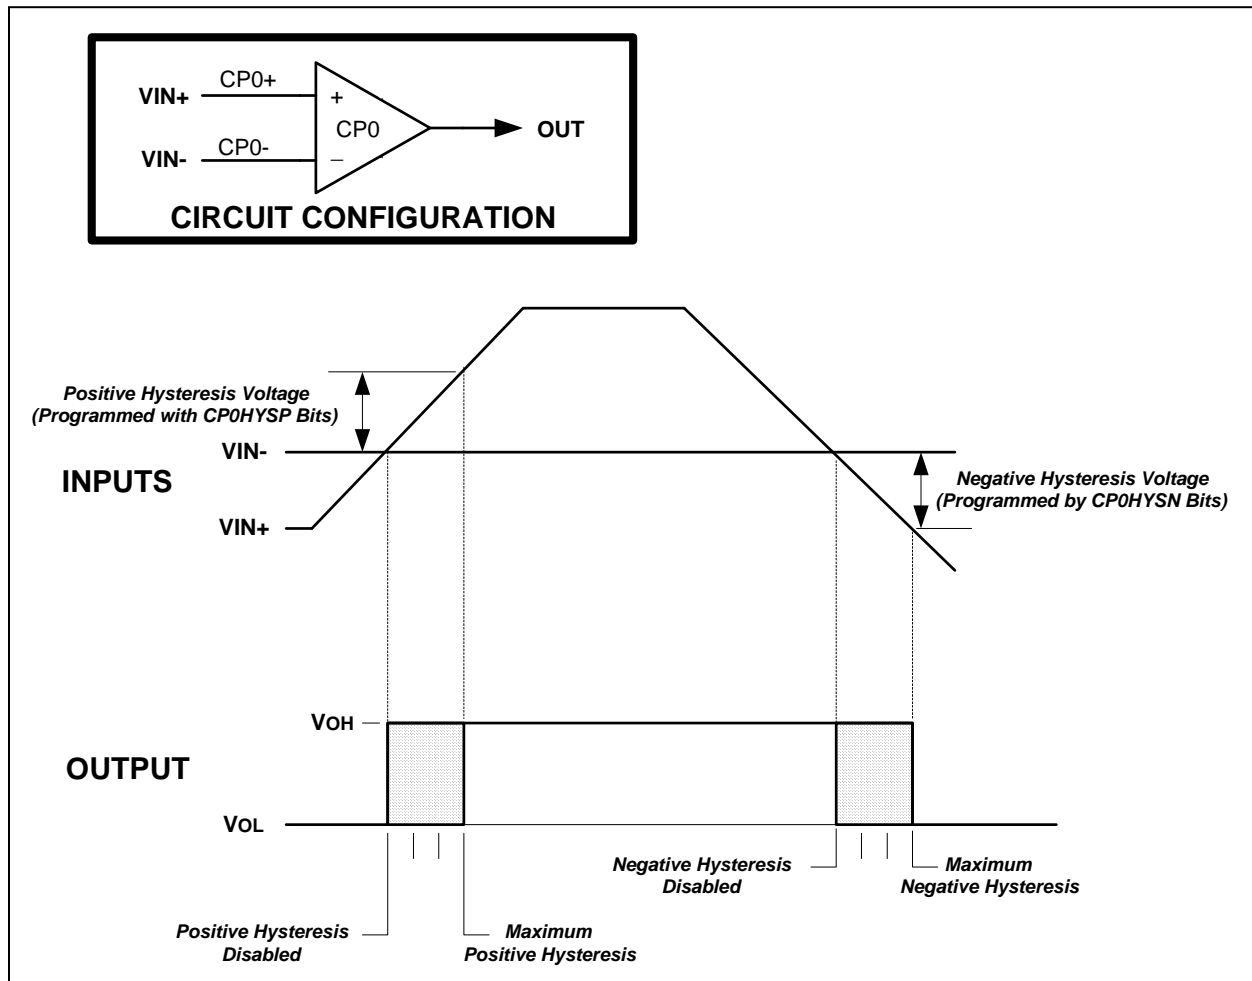 VIN+
CP0+
+
CP0
OUT
VIN-
CP0-
_
CIRCUIT CONFIGURATION
Positive Hysteresis Voltage
(Programmed with CP0HYSP Bits)
VIN-
INPUTS
Negative Hysteresis Voltage
(Programmed by CP0HYSN Bits)
VIN+
VOH
OUTPUT
VOL
Negative Hysteresis
Disabled
Maximum
Negative Hysteresis
Positive Hysteresis
Disabled
Maximum
Positive Hysteresis